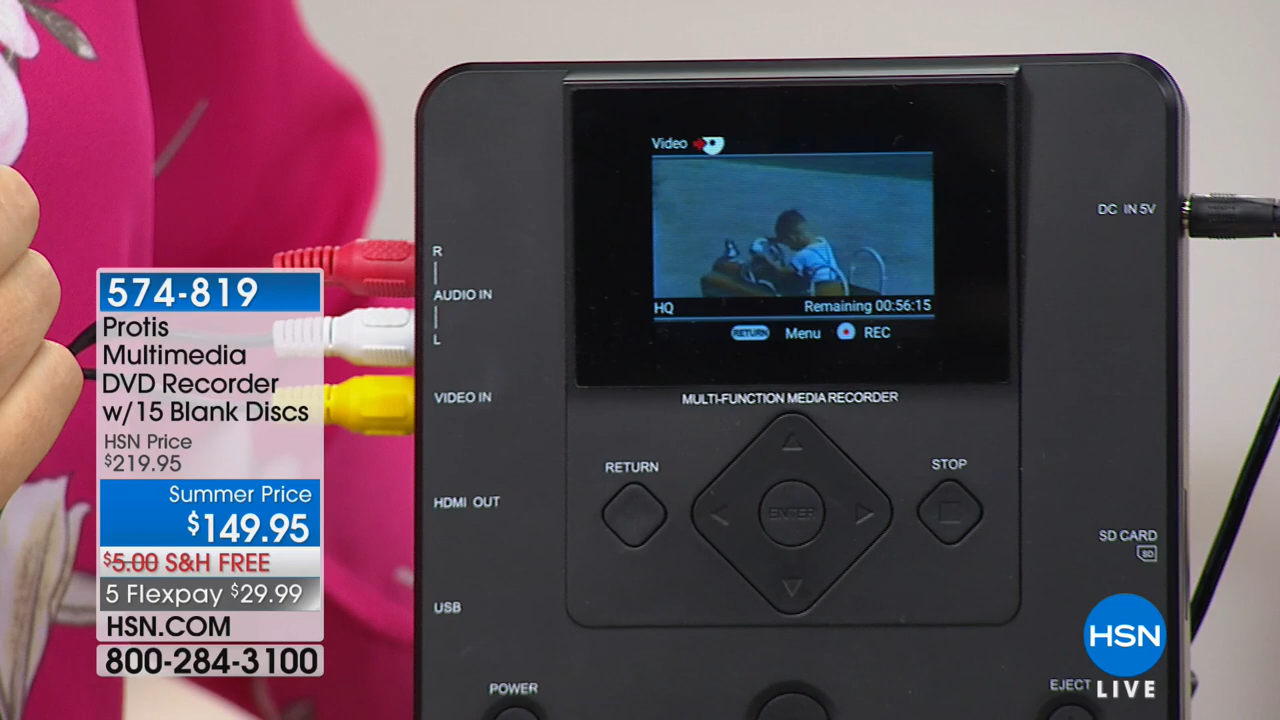 574-819
Protis
Multimedia
DVD Recorder
w/15 Blank Discs
HSN Price
$219.95
Summer Price
$149.95
$5.00 S&H FREE
5 Flexpay $29.99
HSN.COM
800-284-3100
Video
HQ
Remaining 00:56:15
RETURN Menu REC
MULTI-FUNCTION MEDIA RECORDER
R
AUDIO IN
L
VIDEO IN
HDMI OUT
USB
POWER
RETURN
ENTER
STOP
DC IN 5V
SD CARD
SD
EJECT
HSN
LIVE